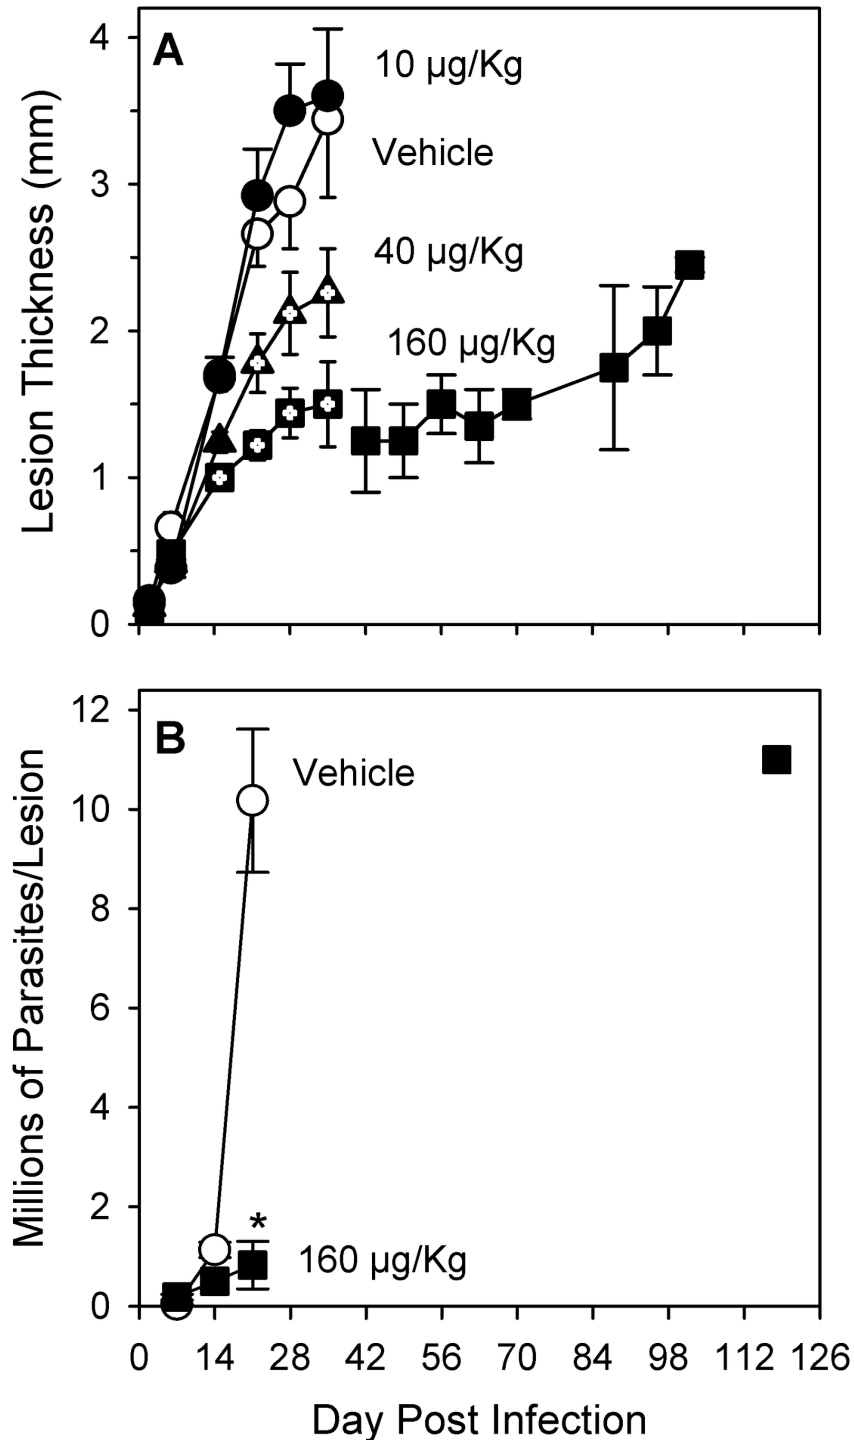 A
4
3
2
1
0
Lesion Thickness (mm)
10 µg/Kg
Vehicle
40 µg/Kg
160 µg/Kg
B
12
10
8
6
4
2
0
Millions of Parasites/Lesion
Vehicle
*
160 µg/Kg
0 14 28 42 56 70 84 98 112 126
Day Post Infection